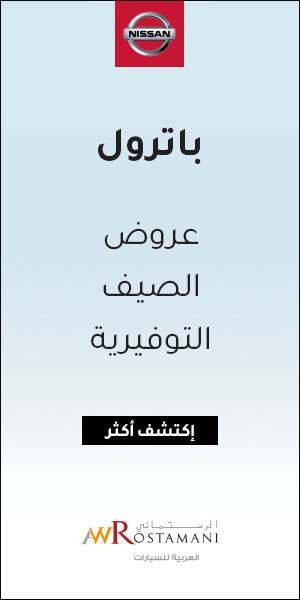 NISSAN
باترول
عروض
الصيف
التوفيرية
إكتشف أكثر
الرستماني
AWROSTAMANI
العربية للسيارات